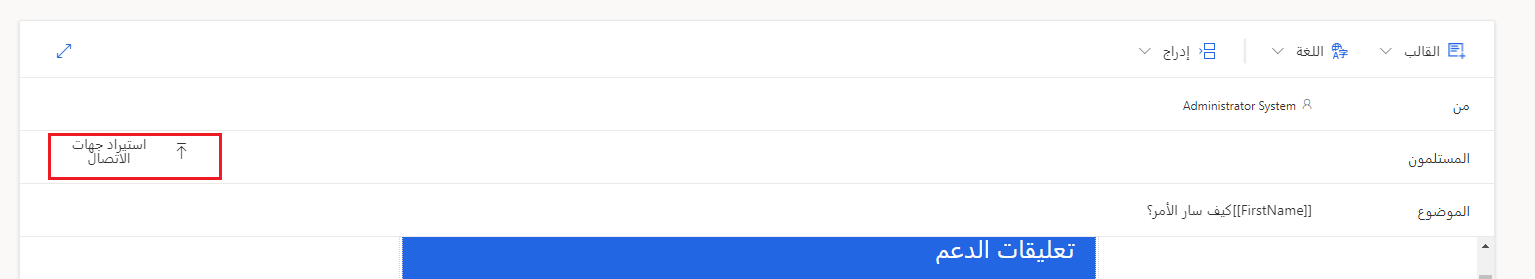 القالب
اللغة
إدراج
من
Administrator System
المستلمون
استيراد جهات
الاتصال
الموضوع
[[FirstName]]كيف سار الأمر؟
تعليقات الدعم